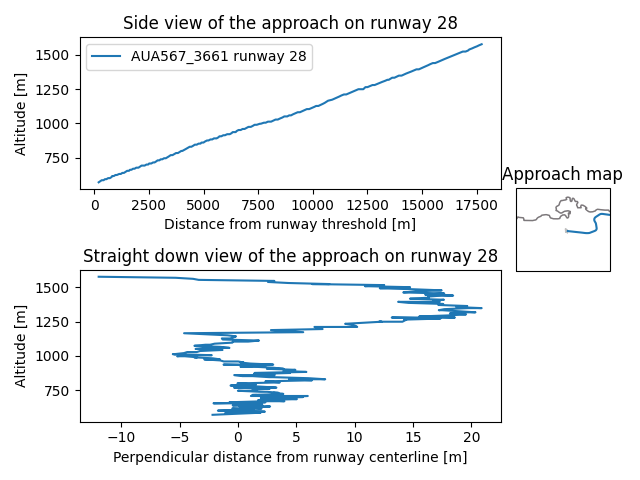 Side view of the approach on runway 28
AUA567_3661 runway 28
Altitude [m]
1500
1250
1000
750
0 2500 5000 7500 10000 12500 15000 17500
Distance from runway threshold [m]
Approach map
Straight down view of the approach on runway 28
Altitude [m]
1500
1250
1000
750
−10 −5 0 5 10 15 20
Perpendicular distance from runway centerline [m]